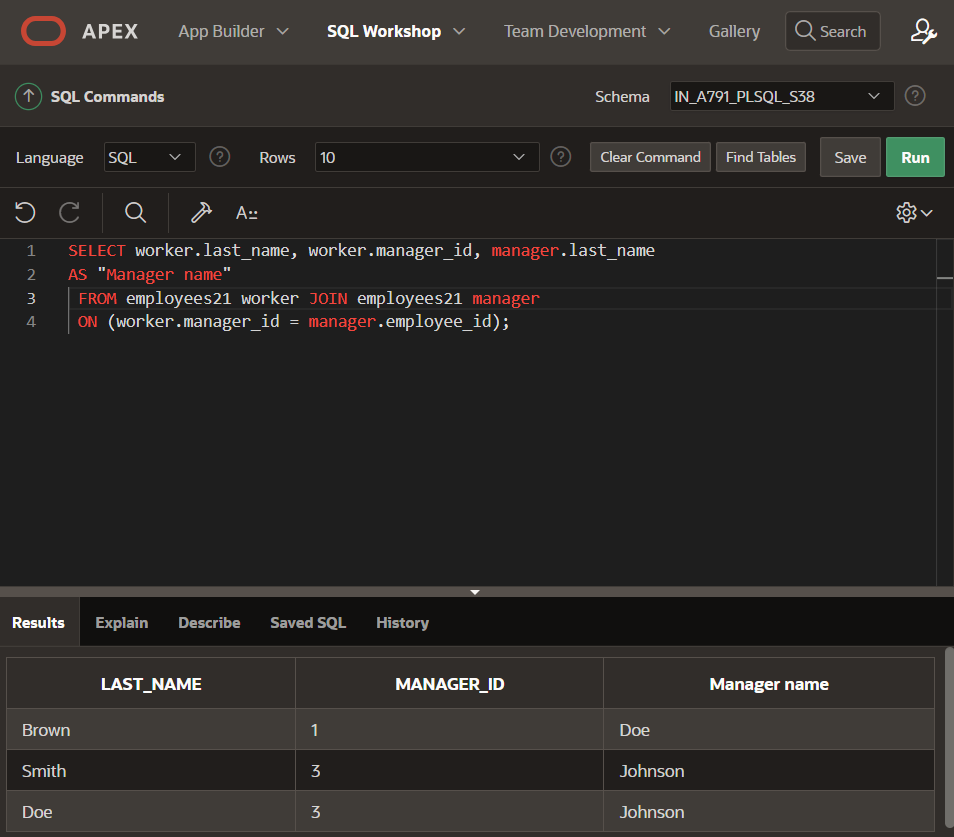 APEX App Builder SQL Workshop Team Development Gallery Search
SQL Commands Schema IN_A791_PLSQL_S38 ?
Language SQL ? Rows 10 ? Clear Command Find Tables Save Run
A::
1 SELECT worker.last_name, worker.manager_id, manager.last_name
2 AS "Manager name"
3 FROM employees21 worker JOIN employees21 manager
4 ON (worker.manager_id = manager.employee_id);
Results Explain Describe Saved SQL History
LAST_NAME MANAGER_ID Manager name
Brown 1 Doe
Smith 3 Johnson
Doe 3 Johnson